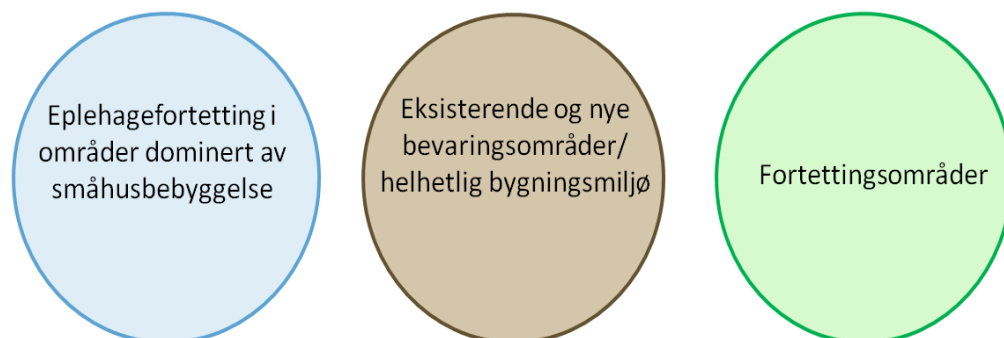 Eplehagefortetting i
områder dominert av
småhusbebyggelse
Eksisterende og nye
bevaringsområder/
helhetlig bygningsmiljø
Fortettingsområder